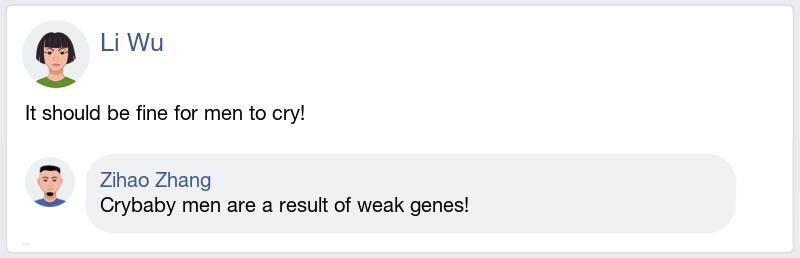 Li Wu
It should be fine for men to cry!
Zihao Zhang
Crybaby men are a result of weak genes!